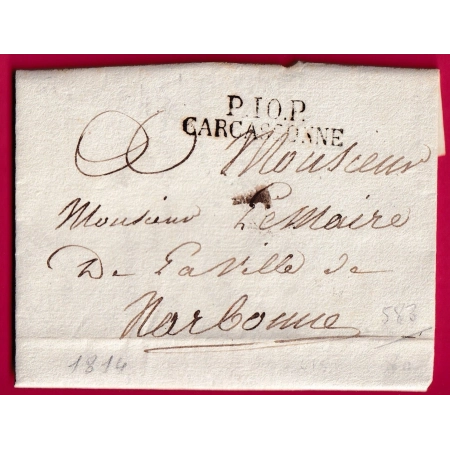 P.10.P.
CARCASSONNE
Monsieur
Monsieur Le Maire
De La Ville de
Narbonne
583
1814